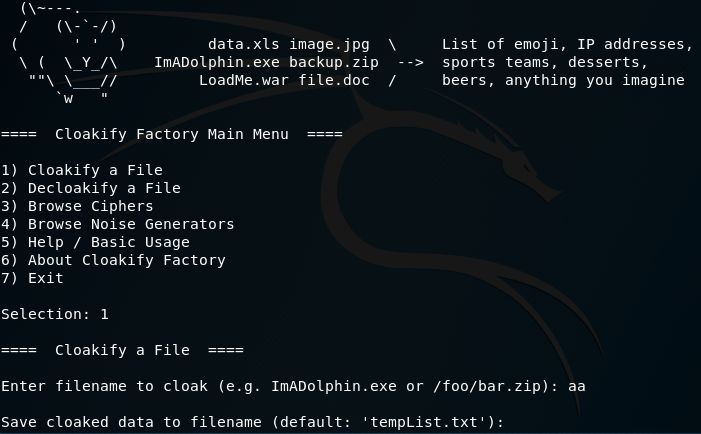 (\~---.
  /   (\-`-/)
 (      ' '  )         data.xls image.jpg  \     List of emoji, IP addresses,
  \ (  \_Y_/\    ImADolphin.exe backup.zip  -->  sports teams, desserts,
   ""\ \___//         LoadMe.war file.doc  /     beers, anything you imagine
      `w   "

====  Cloakify Factory Main Menu  ====

1) Cloakify a File
2) Decloakify a File
3) Browse Ciphers
4) Browse Noise Generators
5) Help / Basic Usage
6) About Cloakify Factory
7) Exit

Selection: 1

====  Cloakify a File  ====

Enter filename to cloak (e.g. ImADolphin.exe or /foo/bar.zip): aa

Save cloaked data to filename (default: 'tempList.txt'):